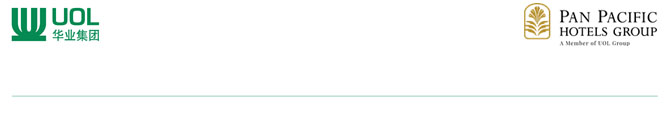 UOL
华业集团
PAN PACIFIC
HOTELS GROUP
A Member of UOL Group